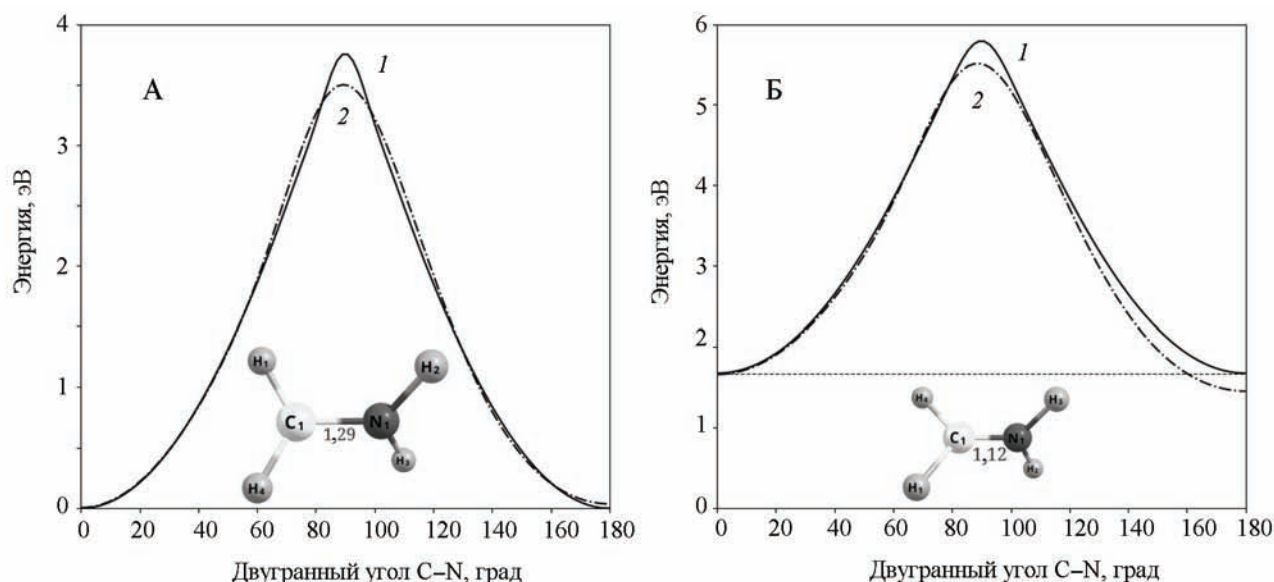 А
1
2
Энергия, эВ
4
3
2
1
0
0 20 40 60 80 100 120 140 160 180
Двугранный угол C–N, град
H1
H2
C1
N1
1,29
H3
H4
Б
1
2
Энергия, эВ
6
5
4
3
2
1
0
0 20 40 60 80 100 120 140 160 180
Двугранный угол C–N, град
H4
H3
C1
N1
1,12
H2
H1